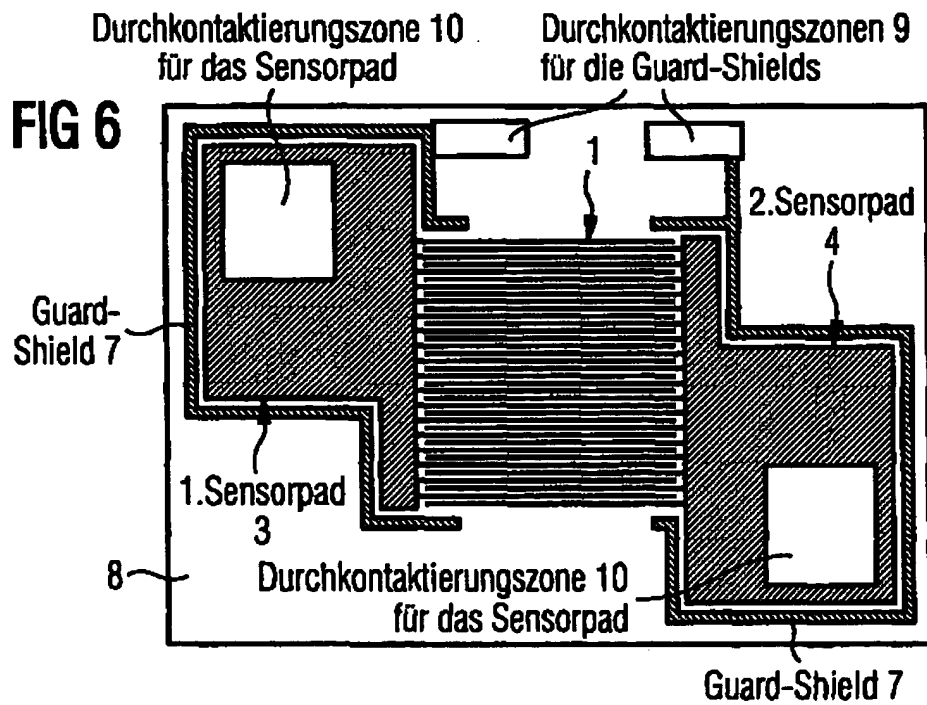 Durchkontaktierungszone 10
für das Sensorpad
Durchkontaktierungszonen 9
für die Guard-Shields
FIG 6
1
2.Sensorpad
4
Guard-
Shield 7
1.Sensorpad
3
8
Durchkontaktierungszone 10
für das Sensorpad
Guard-Shield 7